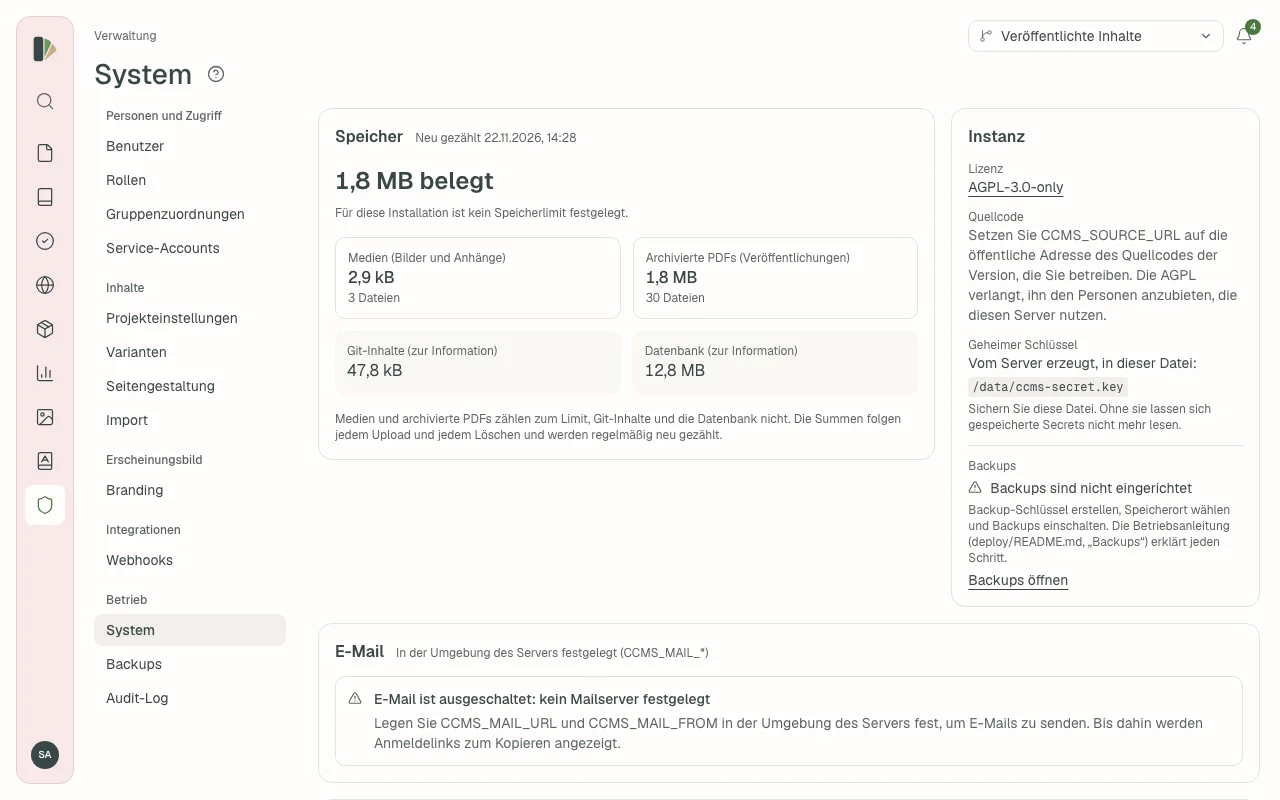 Verwaltung
Veröffentlichte Inhalte
4
System
Personen und Zugriff
Benutzer
Rollen
Gruppenzuordnungen
Service-Accounts
Inhalte
Projekteinstellungen
Varianten
Seitengestaltung
Import
Erscheinungsbild
Branding
Integrationen
Webhooks
Betrieb
System
Backups
Audit-Log
SA
Speicher Neu gezählt 22.11.2026, 14:28
1,8 MB belegt
Für diese Installation ist kein Speicherlimit festgelegt.
Medien (Bilder und Anhänge)
2,9 kB
3 Dateien
Archivierte PDFs (Veröffentlichungen)
1,8 MB
30 Dateien
Git-Inhalte (zur Information)
47,8 kB
Datenbank (zur Information)
12,8 MB
Medien und archivierte PDFs zählen zum Limit, Git-Inhalte und die Datenbank nicht. Die Summen folgen
jedem Upload und jedem Löschen und werden regelmäßig neu gezählt.
Instanz
Lizenz
AGPL-3.0-only
Quellcode
Setzen Sie CCMS_SOURCE_URL auf die
öffentliche Adresse des Quellcodes der
Version, die Sie betreiben. Die AGPL
verlangt, ihn den Personen anzubieten, die
diesen Server nutzen.
Geheimer Schlüssel
Vom Server erzeugt, in dieser Datei:
/data/ccms-secret.key
Sichern Sie diese Datei. Ohne sie lassen sich
gespeicherte Secrets nicht mehr lesen.
Backups
Backups sind nicht eingerichtet
Backup-Schlüssel erstellen, Speicherort wählen
und Backups einschalten. Die Betriebsanleitung
(deploy/README.md, „Backups“) erklärt jeden
Schritt.
Backups öffnen
E-Mail In der Umgebung des Servers festgelegt (CCMS_MAIL_*)
E-Mail ist ausgeschaltet: kein Mailserver festgelegt
Legen Sie CCMS_MAIL_URL und CCMS_MAIL_FROM in der Umgebung des Servers fest, um E-Mails zu senden. Bis dahin werden
Anmeldelinks zum Kopieren angezeigt.